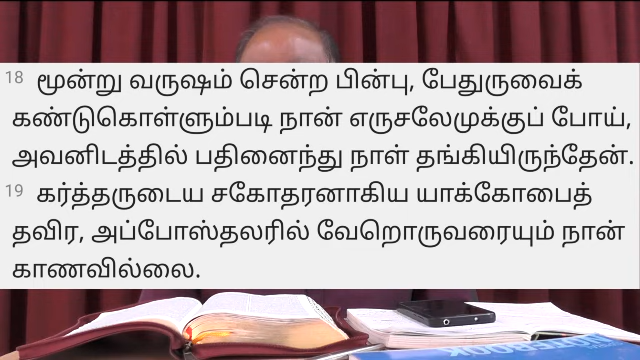 18 மூன்று வருஷம் சென்ற பின்பு, பேதுருவைக்
கண்டுகொள்ளும்படி நான் எருசலேமுக்குப் போய்,
அவனிடத்தில் பதினைந்து நாள் தங்கியிருந்தேன்.
19 கர்த்தருடைய சகோதரனாகிய யாக்கோபைத்
தவிர, அப்போஸ்தலரில் வேறொருவரையும் நான்
காணவில்லை.